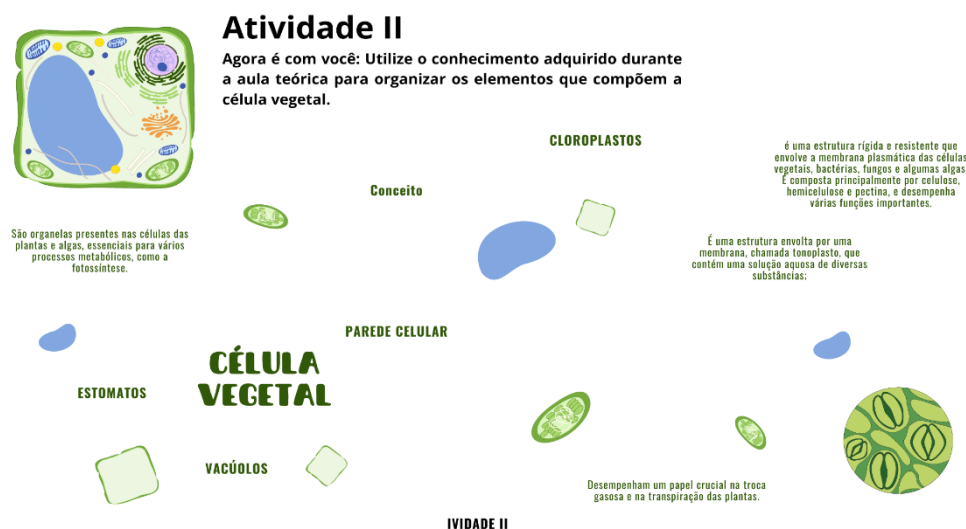 Atividade II
Agora é com você: Utilize o conhecimento adquirido durante
a aula teórica para organizar os elementos que compõem a
célula vegetal.
CLOROPLASTOS
é uma estrutura rígida e resistente que
envolve a membrana plasmática das células
vegetais, bactérias, fungos e algumas algas
É composta principalmente por celulose,
hemicelulose e pectina, e desempenha
várias funções importantes.
Conceito
São organelas presentes nas células das
plantas e algas, essenciais para vários
processos metabólicos, como a
fotossíntese.
É uma estrutura envolta por uma
membrana, chamada tonoplasto, que
contém uma solução aquosa de diversas
substâncias;
PAREDE CELULAR
CÉLULA
VEGETAL
ESTOMATOS
VACÚOLOS
Desempenham um papel crucial na troca
gasosa e na transpiração das plantas.
IVIDADE II